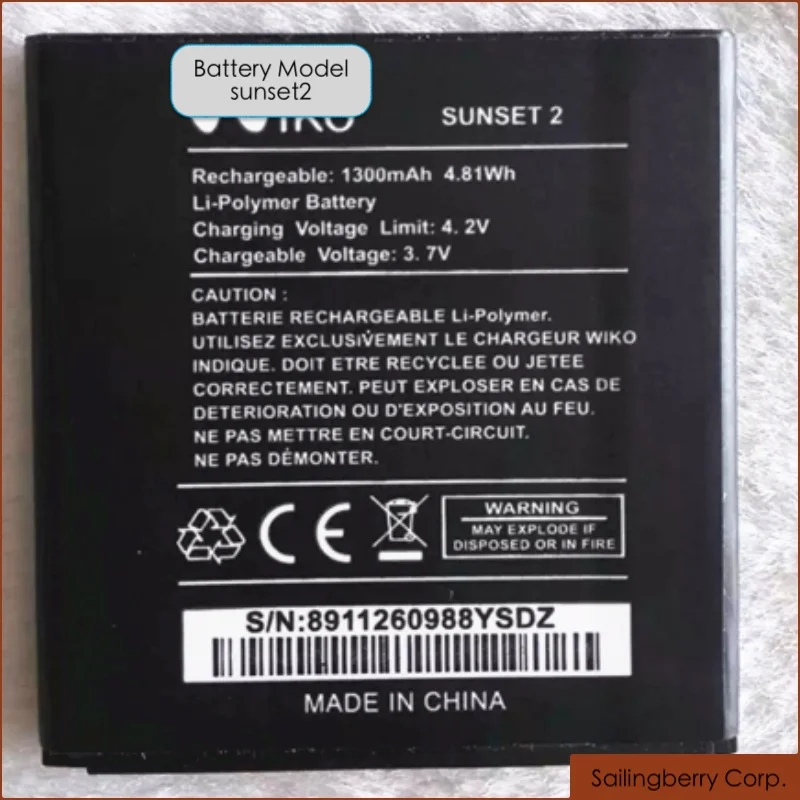 Battery Model
sunset2
SUNSET 2
Rechargeable: 1300mAh 4.81Wh
Li-Polymer Battery
Charging Voltage Limit: 4. 2V
Chargeable Voltage: 3. 7V
CAUTION :
BATTERIE RECHARGEABLE Li-Polymer.
UTILISEZ EXCLUSIVEMENT LE CHARGEUR WIKO
INDIQUE. DOIT ETRE RECYCLEE OU JETEE
CORRECTEMENT. PEUT EXPLOSER EN CAS DE
DETERIORATION OU D'EXPOSITION AU FEU.
NE PAS METTRE EN COURT-CIRCUIT.
NE PAS DÉMONTER.
CE
WARNING
MAY EXPLODE IF
DISPOSED OR IN FIRE
S/N:8911260988YSDZ
MADE IN CHINA
Sailingberry Corp.